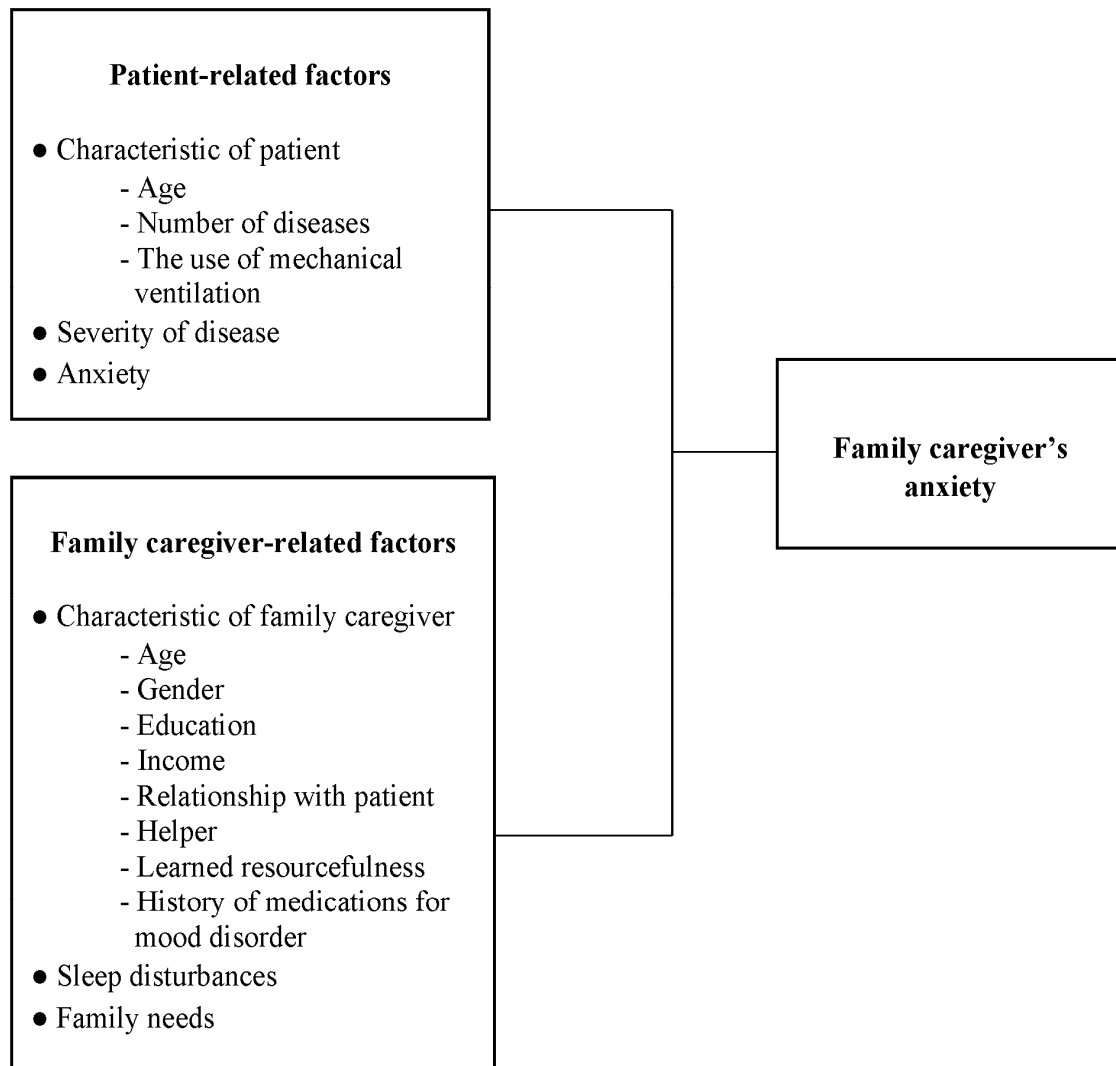 Patient-related factors
● Characteristic of patient
- Age
- Number of diseases
- The use of mechanical
ventilation
● Severity of disease
● Anxiety
Family caregiver-related factors
● Characteristic of family caregiver
- Age
- Gender
- Education
- Income
- Relationship with patient
- Helper
- Learned resourcefulness
- History of medications for
mood disorder
● Sleep disturbances
● Family needs
Family caregiver’s
anxiety